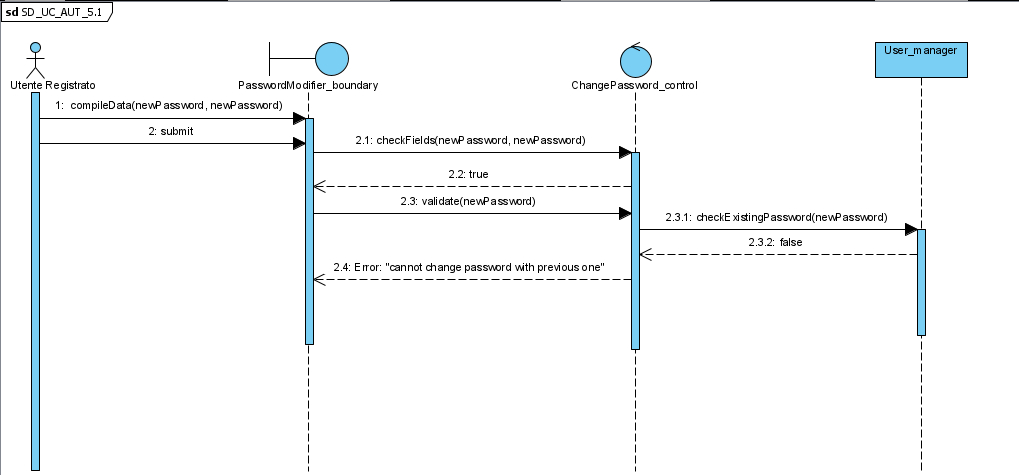 sd SD_UC_AUT_5.1
User_manager
Utente Registrato
PasswordModifier_boundary
ChangePassword_control
1: compileData(newPassword, newPassword)
2: submit
2.1: checkFields(newPassword, newPassword)
2.2: true
2.3: validate(newPassword)
2.3.1: checkExistingPassword(newPassword)
2.3.2: false
2.4: Error: "cannot change password with previous one"